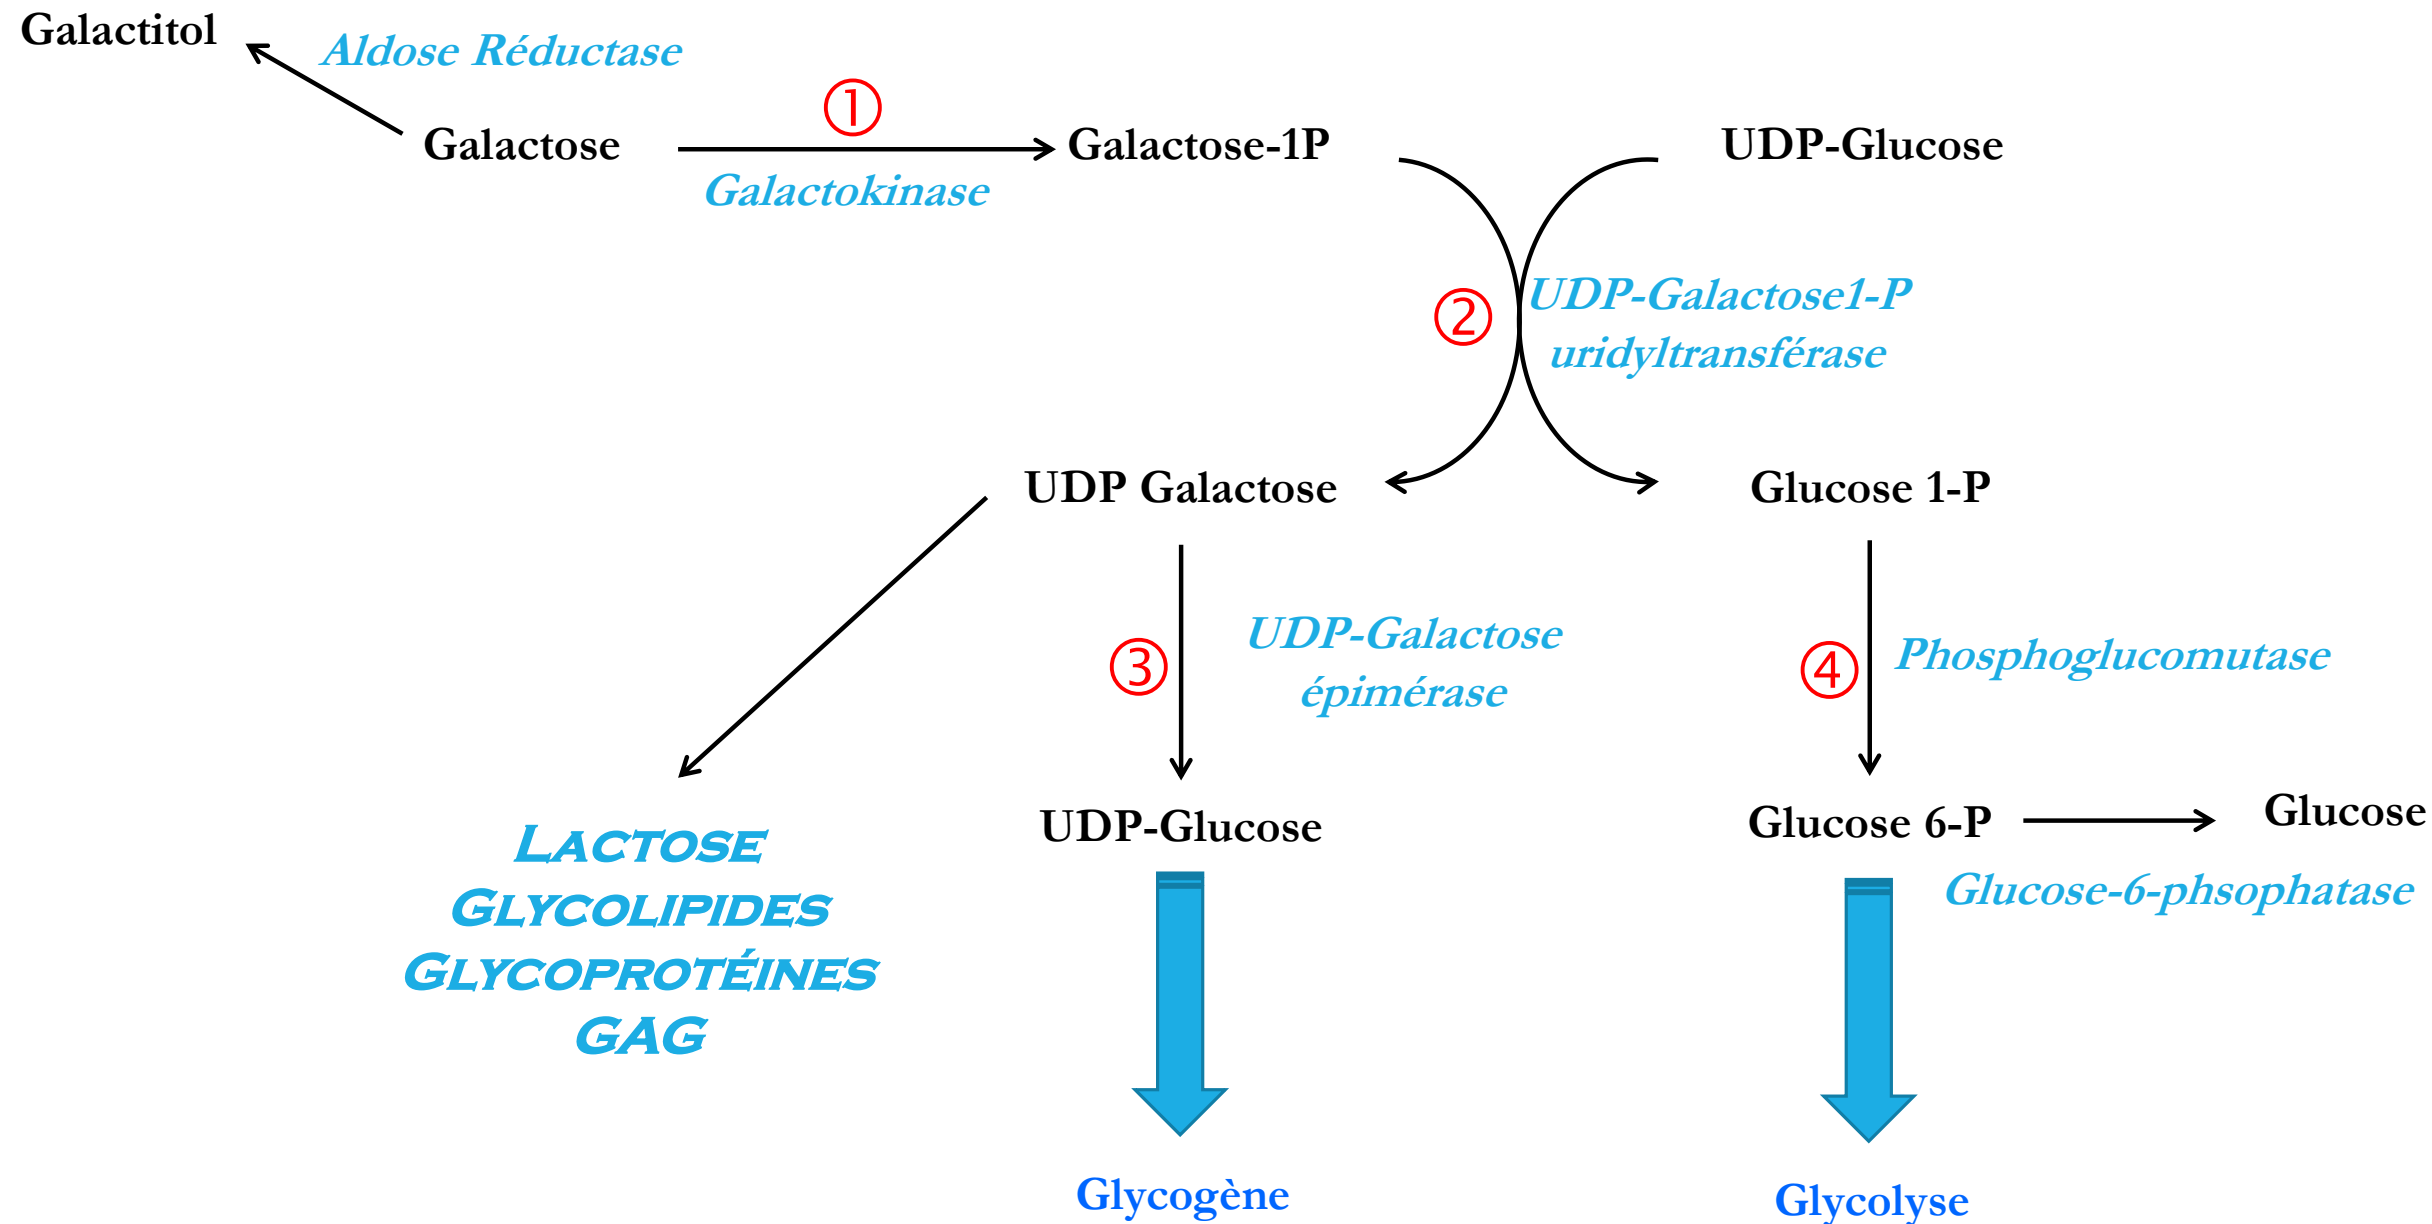 Galactitol
Aldose Réductase
①
Galactose
Galactose-1P
UDP-Glucose
Galactokinase
②
UDP-Galactose1-P
uridyltransférase
UDP Galactose
Glucose 1-P
③
UDP-Galactose
épimérase
④
Phosphoglucomutase
LACTOSE
GLYCOLIPIDES
GLYCOPROTÉINES
GAG
UDP-Glucose
Glucose 6-P
Glucose
Glucose-6-phsophatase
Glycogène
Glycolyse